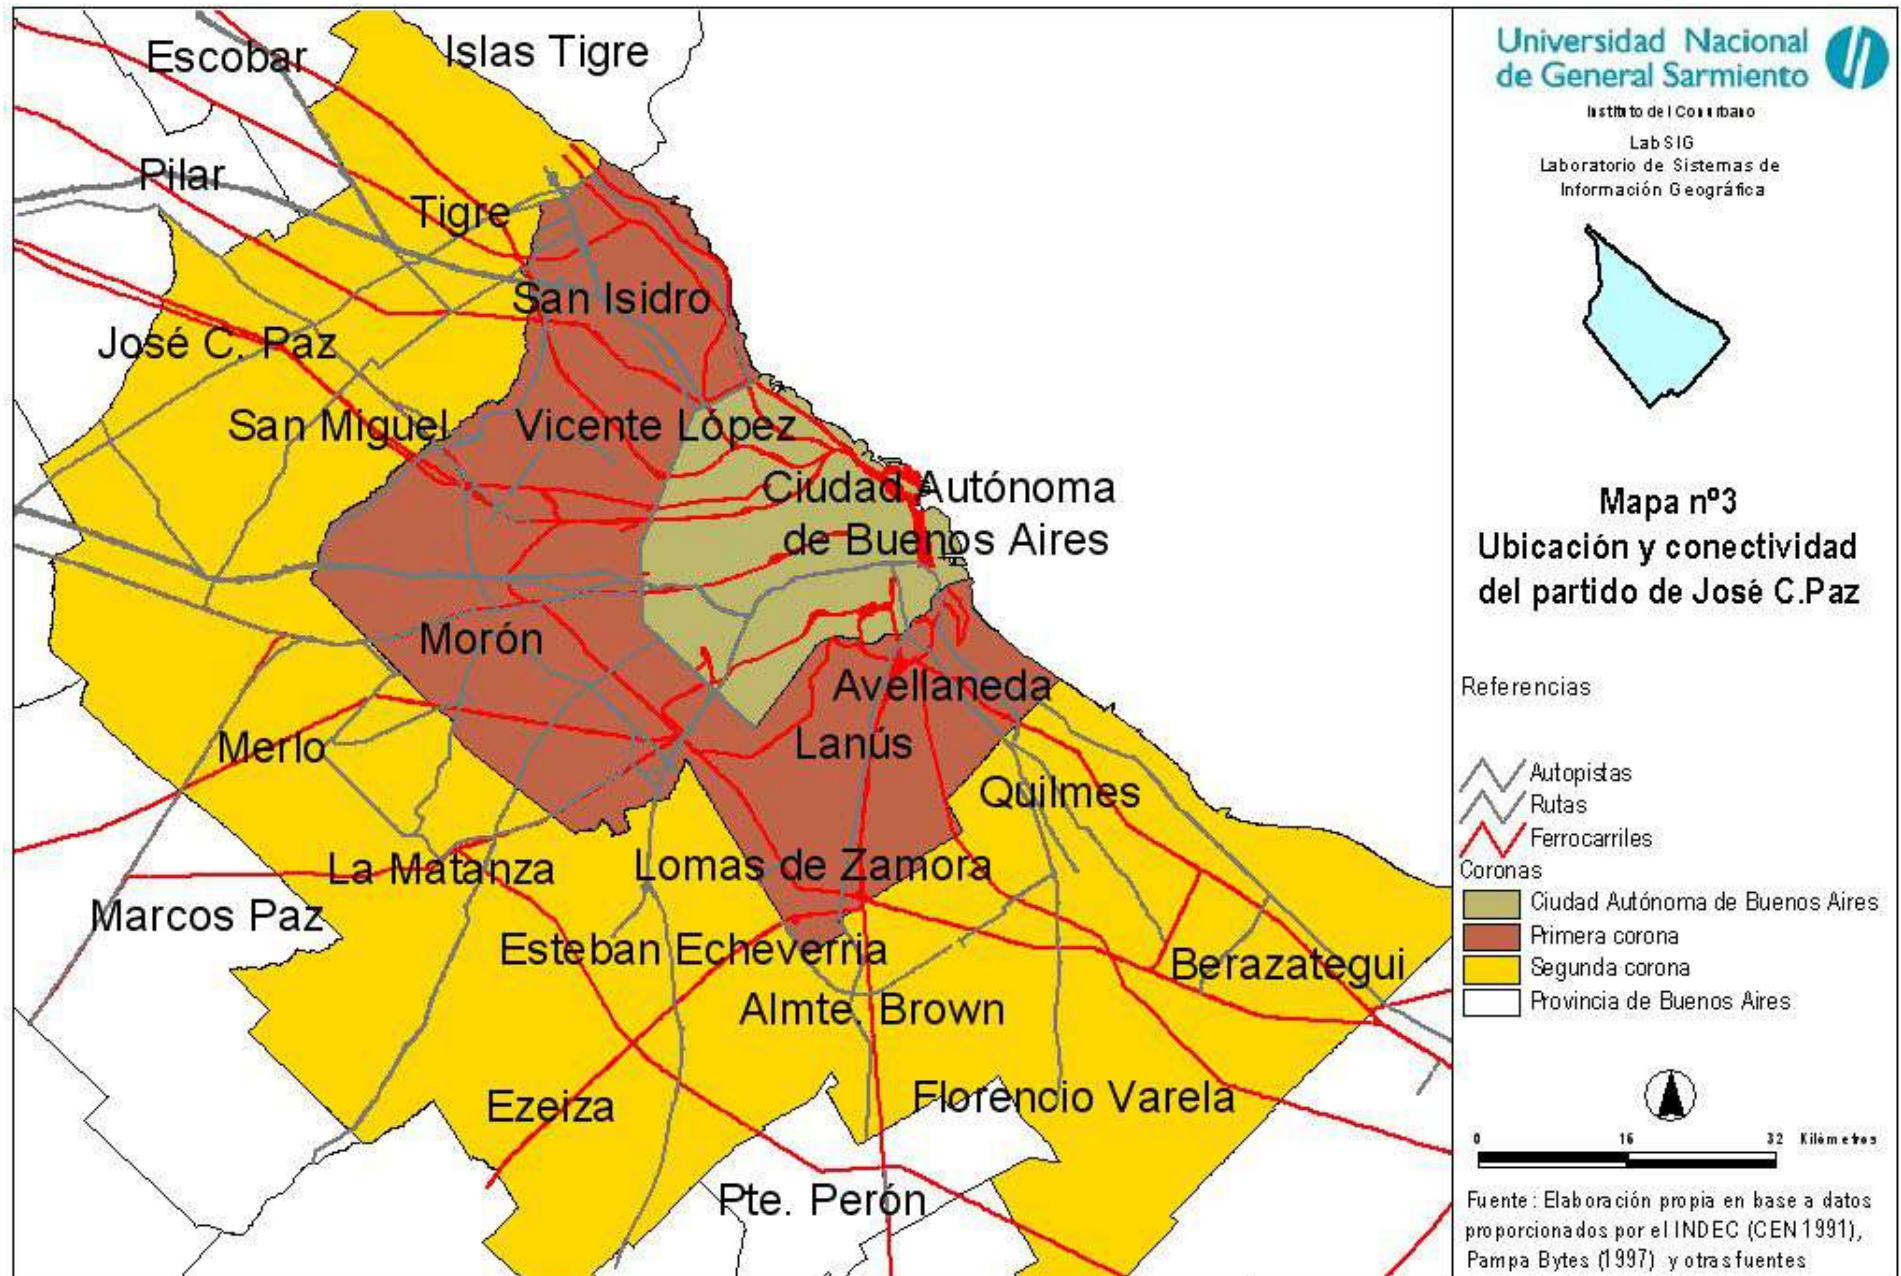 Escobar
Islas Tigre
Pilar
Tigre
San Isidro
José C. Paz
San Miguel
Vicente López
Ciudad Autónoma
de Buenos Aires
Morón
Avellaneda
Merlo
Lanús
Quilmes
La Matanza
Lomas de Zamora
Marcos Paz
Esteban Echeverria
Berazategui
Almte. Brown
Ezeiza
Florencio Varela
Pte. Perón
Universidad Nacional
de General Sarmiento
Instituto del Conurbano
LabSIG
Laboratorio de Sistemas de
Información Geográfica
Mapa nº3
Ubicación y conectividad
del partido de José C.Paz
Referencias
Autopistas
Rutas
Ferrocarriles
Coronas
Ciudad Autónoma de Buenos Aires
Primera corona
Segunda corona
Provincia de Buenos Aires
0 16 32 Kilómetros
Fuente: Elaboración propia en base a datos
proporcionados por el INDEC (CEN 1991),
Pampa Bytes (1997) y otras fuentes